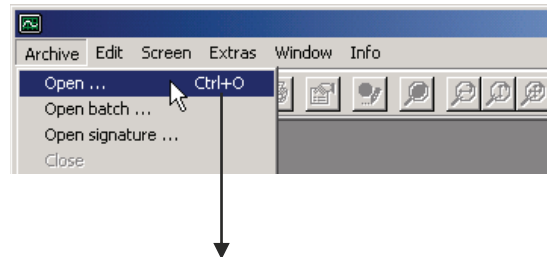 Archive Edit Screen Extras Window Info
Open ... Ctrl+O
Open batch ...
Open signature ...
Close